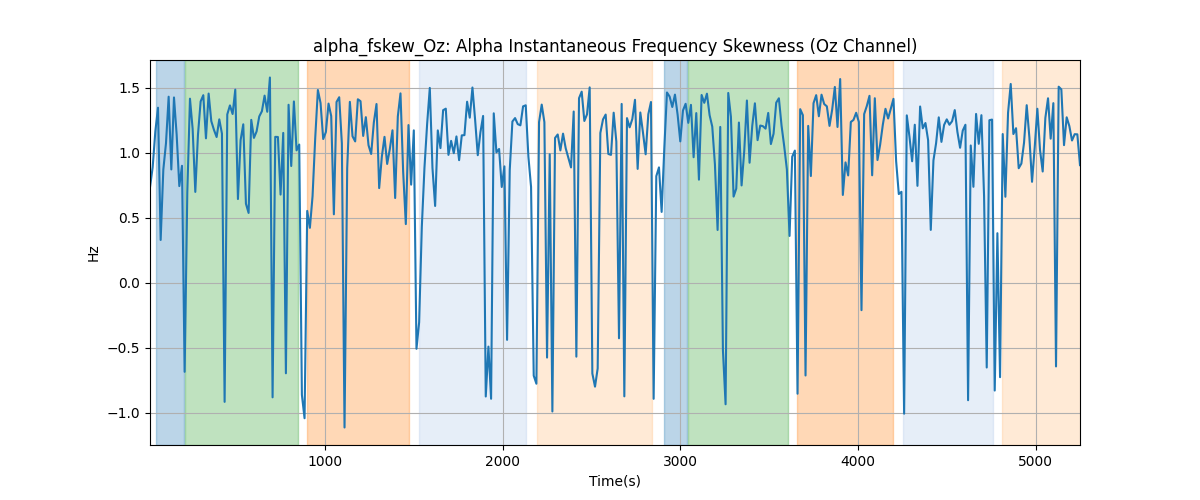 alpha_fskew_Oz: Alpha Instantaneous Frequency Skewness (Oz Channel)
1.5
1.0
0.5
0.0
−0.5
−1.0
Hz
1000 2000 3000 4000 5000
Time(s)